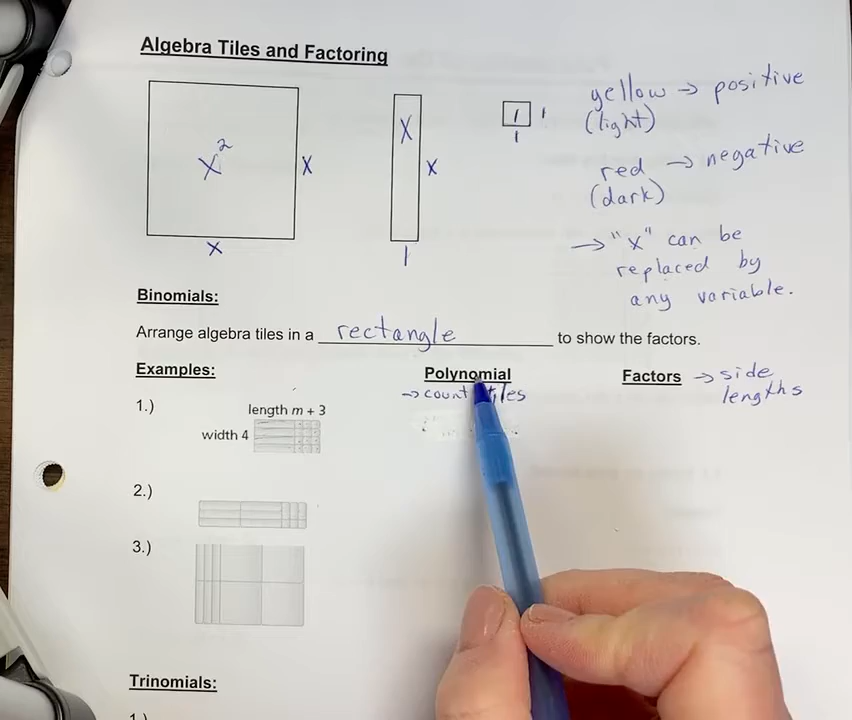 Algebra Tiles and Factoring
x²
x
x
x
x
1
1
1
1
yellow → positive
(light)
red → negative
(dark)
→ "x" can be
replaced by
any variable.
Binomials:
Arrange algebra tiles in a rectangle to show the factors.
Examples:
Polynomial
→ count tiles
Factors → side
lengths
1.)
length m + 3
width 4
2.)
3.)
Trinomials:
1.)